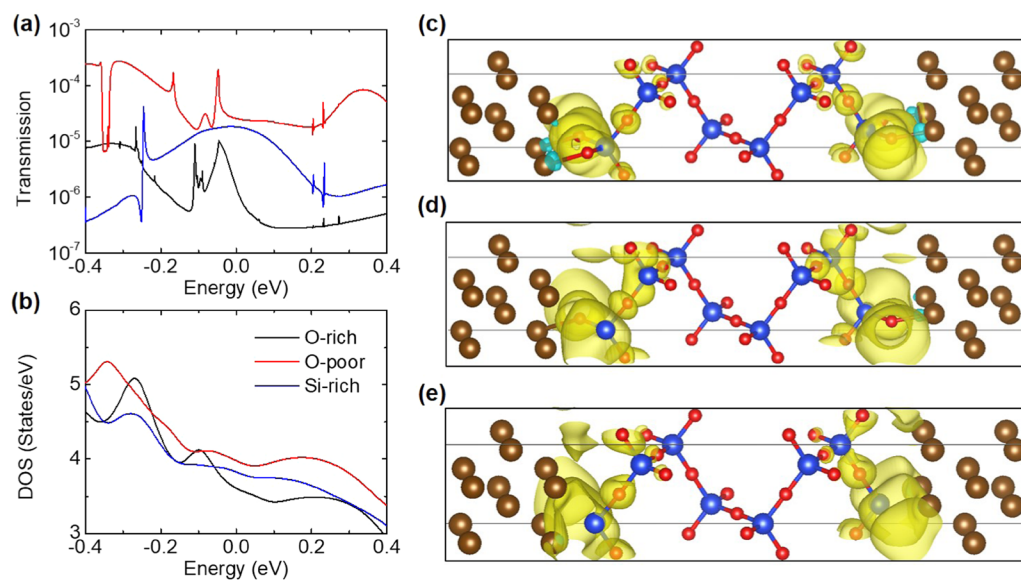 (a)
10⁻³
10⁻⁴
10⁻⁵
10⁻⁶
10⁻⁷
Transmission
-0.4 -0.2 0.0 0.2 0.4
Energy (eV)
(b)
6
5
4
3
DOS (States/eV)
O-rich
O-poor
Si-rich
-0.4 -0.2 0.0 0.2 0.4
Energy (eV)
(c)
(d)
(e)